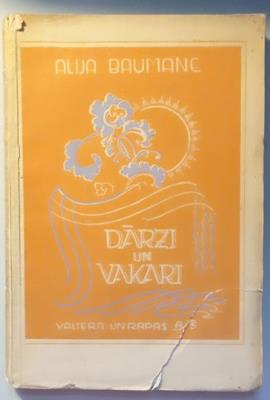 ALIJA BAUMANE
DĀRZI
UN
VAKARI
VALTERA UN RAPAS A/S